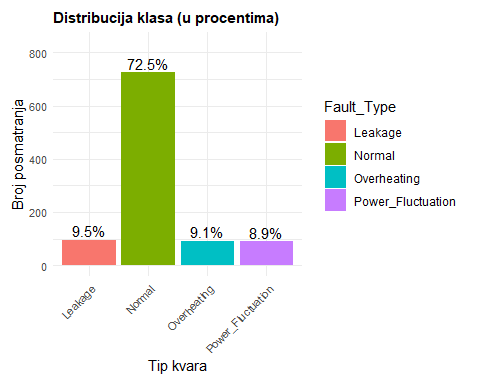 Distribucija klasa (u procentima)
Broj posmatranja
800
600
400
200
0
72.5%
9.5%
9.1%
8.9%
Leakage
Normal
Overheating
Power_Fluctuation
Tip kvara
Fault_Type
Leakage
Normal
Overheating
Power_Fluctuation